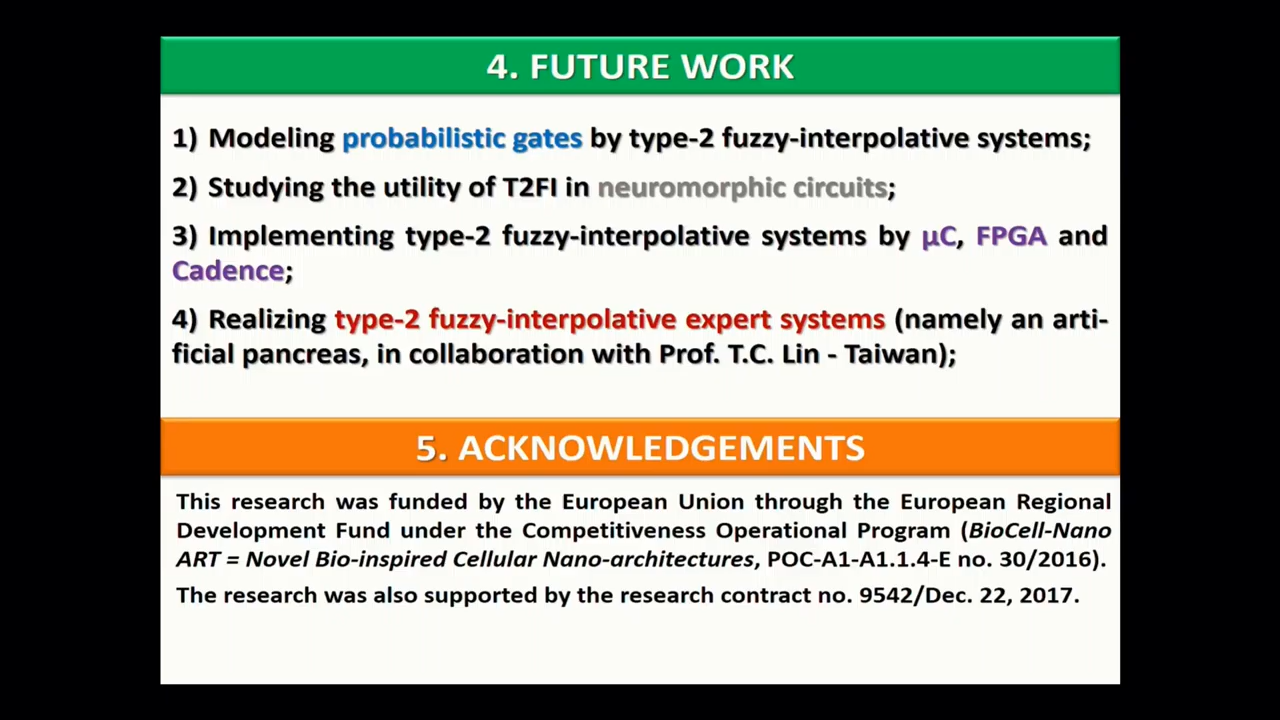 4. FUTURE WORK
1) Modeling probabilistic gates by type-2 fuzzy-interpolative systems;
2) Studying the utility of T2FI in neuromorphic circuits;
3) Implementing type-2 fuzzy-interpolative systems by µC, FPGA and
Cadence;
4) Realizing type-2 fuzzy-interpolative expert systems (namely an arti-
ficial pancreas, in collaboration with Prof. T.C. Lin - Taiwan);
5. ACKNOWLEDGEMENTS
This research was funded by the European Union through the European Regional
Development Fund under the Competitiveness Operational Program (BioCell-Nano
ART = Novel Bio-inspired Cellular Nano-architectures, POC-A1-A1.1.4-E no. 30/2016).
The research was also supported by the research contract no. 9542/Dec. 22, 2017.